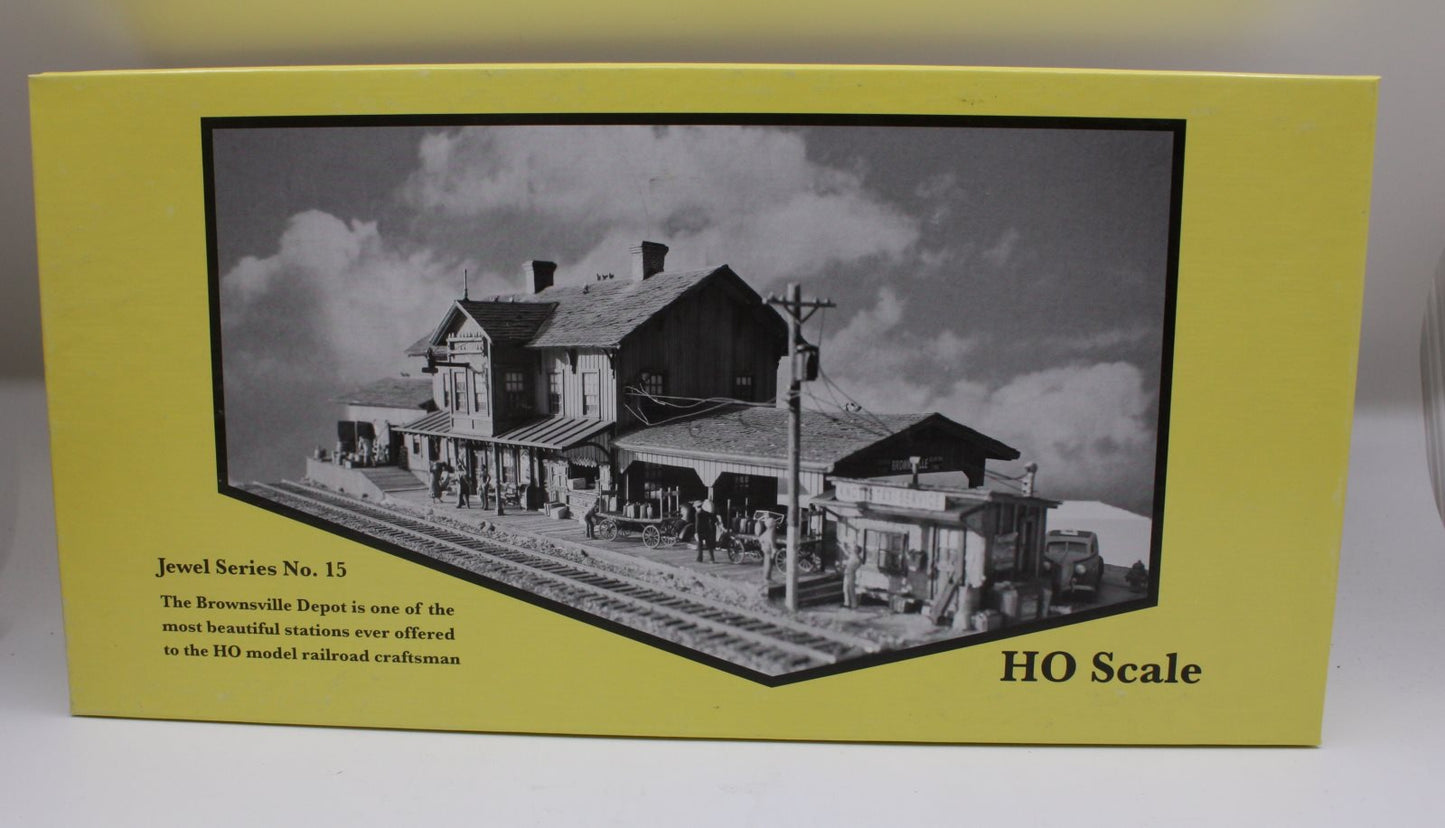 Jewel Series No. 15
The Brownsville Depot is one of the
most beautiful stations ever offered
to the HO model railroad craftsman
HO Scale